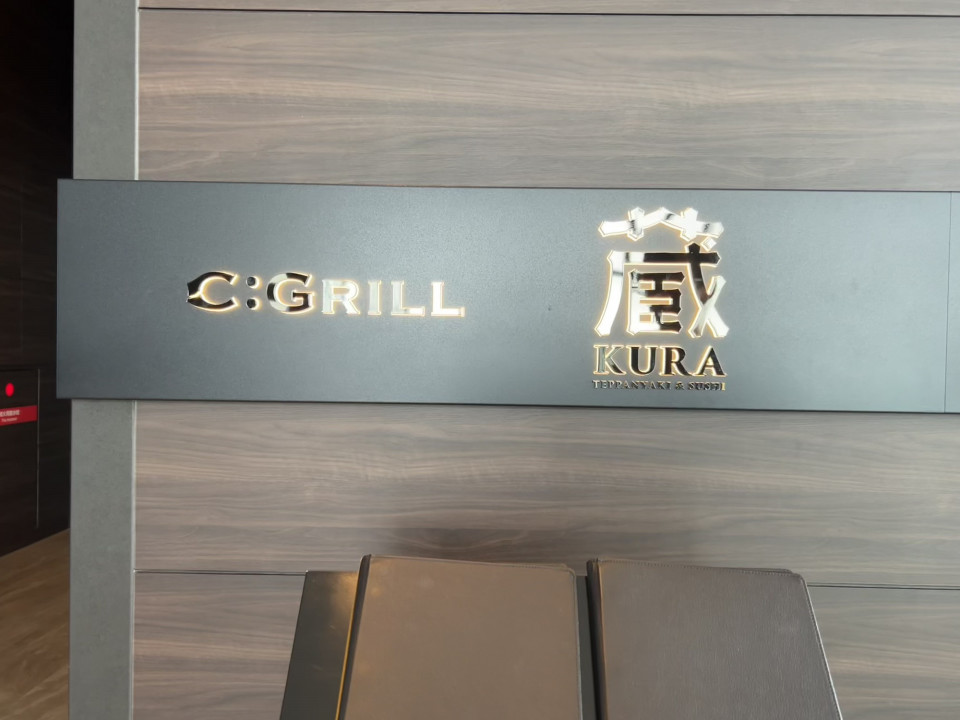 C:GRILL
蔵
KURA
TEPPANYAKI & SUSHI